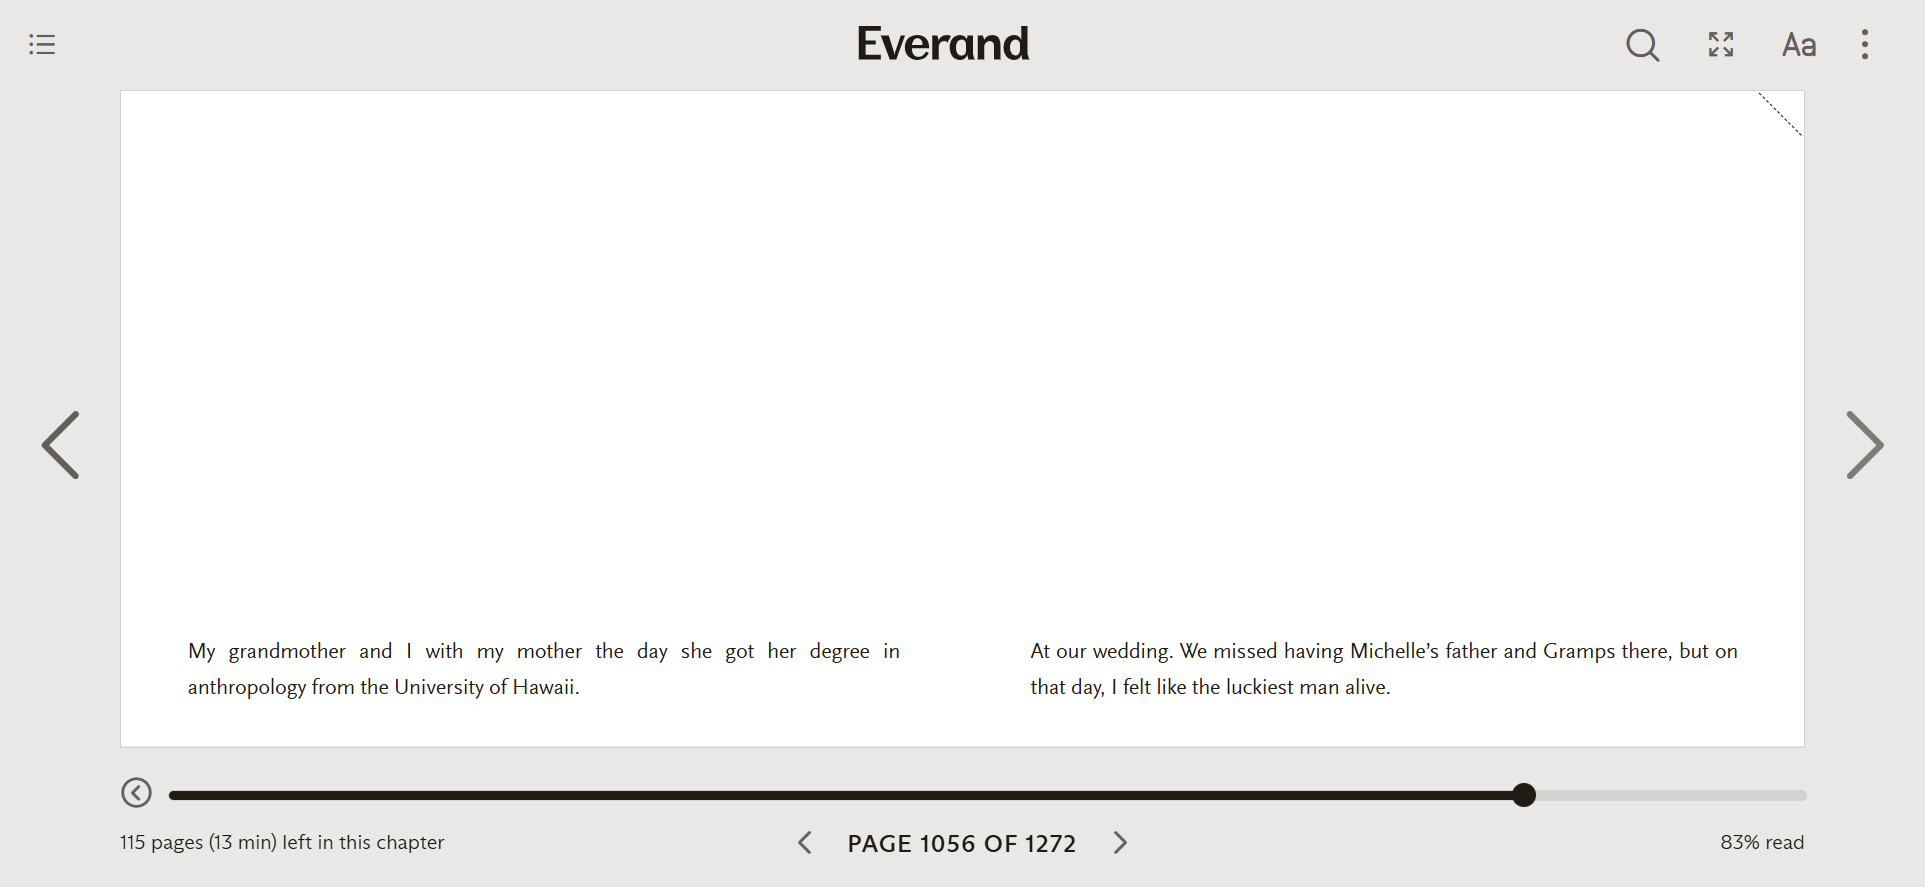 Everand
Aa
My grandmother and I with my mother the day she got her degree in
anthropology from the University of Hawaii.
At our wedding. We missed having Michelle’s father and Gramps there, but on
that day, I felt like the luckiest man alive.
115 pages (13 min) left in this chapter
PAGE 1056 OF 1272
83% read